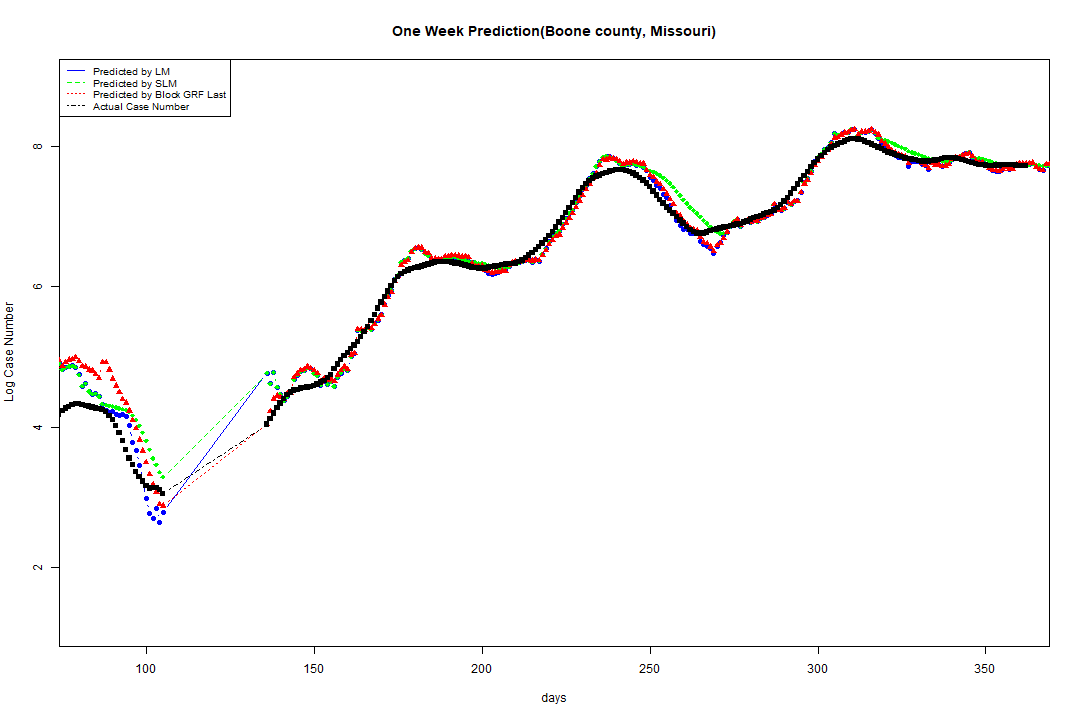 One Week Prediction(Boone county, Missouri)
Predicted by LM
Predicted by SLM
Predicted by Block GRF Last
Actual Case Number
8
6
4
2
Log Case Number
100 150 200 250 300 350
days